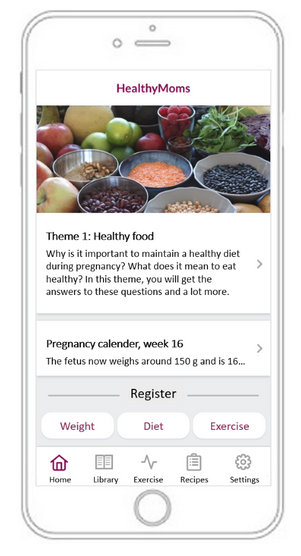 HealthyMoms
Theme 1: Healthy food
Why is it important to maintain a healthy diet
during pregnancy? What does it mean to eat
healthy? In this theme, you will get the
answers to these questions and a lot more.
Pregnancy calender, week 16
The fetus now weighs around 150 g and is 16...
Register
Weight Diet Exercise
Home Library Exercise Recipes Settings